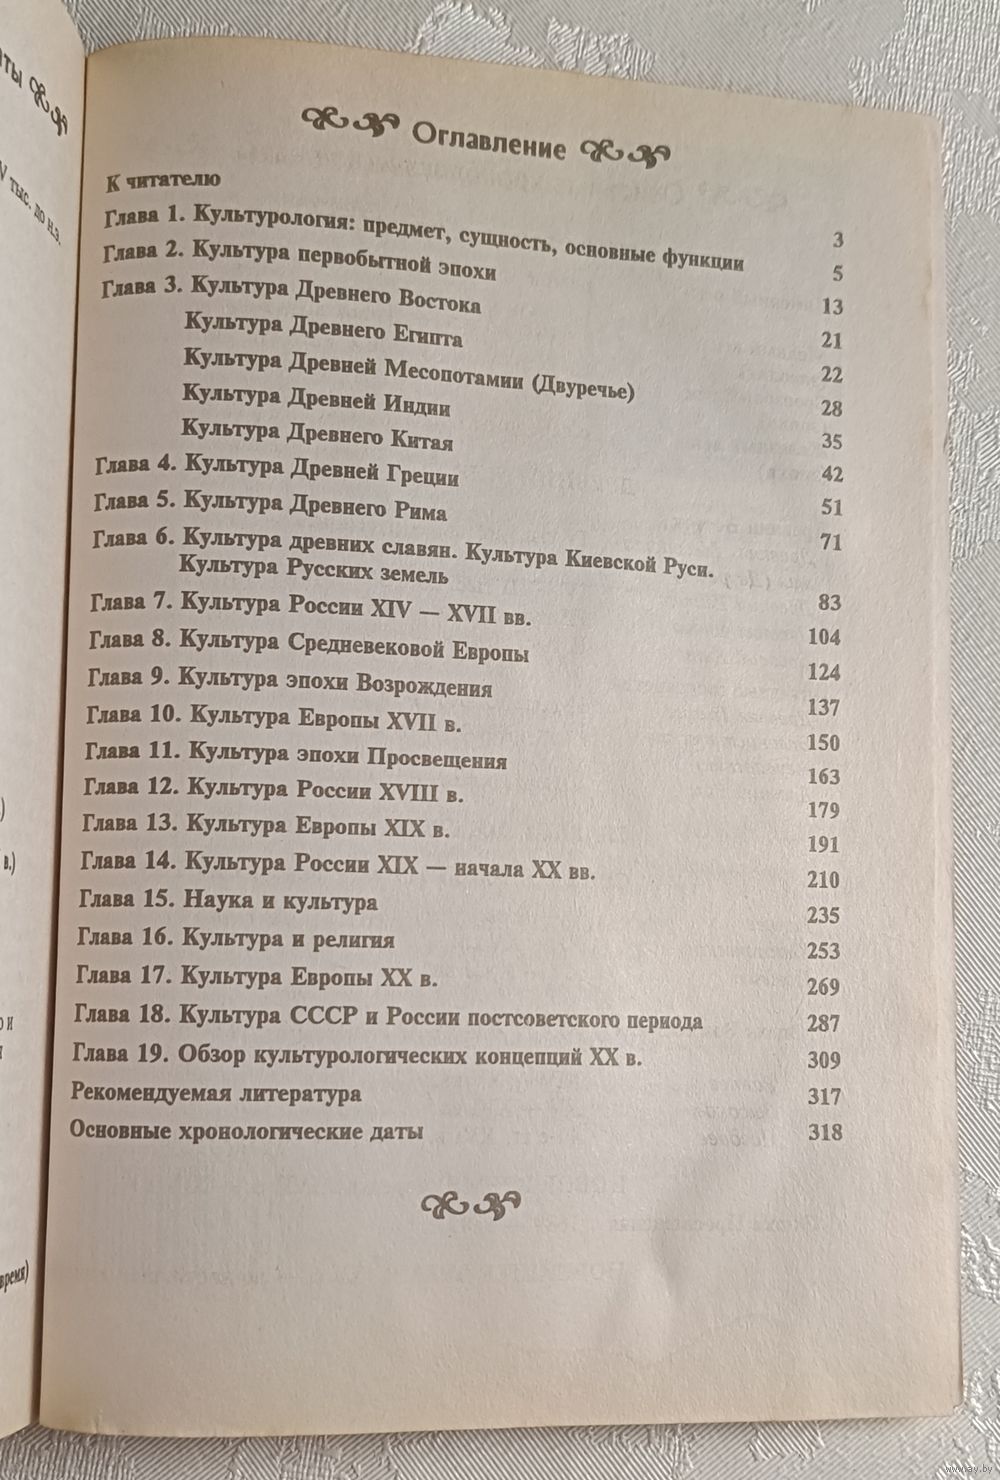 аты
V тыс. до н.э.
)
в.)
о и
время)
Оглавление
К читателю 3
Глава 1. Культурология: предмет, сущность, основные функции 5
Глава 2. Культура первобытной эпохи 13
Глава 3. Культура Древнего Востока 21
Культура Древнего Египта 22
Культура Древней Месопотамии (Двуречье) 28
Культура Древней Индии 35
Культура Древнего Китая 42
Глава 4. Культура Древней Греции 51
Глава 5. Культура Древнего Рима 71
Глава 6. Культура древних славян. Культура Киевской Руси.
Культура Русских земель 83
Глава 7. Культура России XIV — XVII вв. 104
Глава 8. Культура Средневековой Европы 124
Глава 9. Культура эпохи Возрождения 137
Глава 10. Культура Европы XVII в. 150
Глава 11. Культура эпохи Просвещения 163
Глава 12. Культура России XVIII в. 179
Глава 13. Культура Европы XIX в. 191
Глава 14. Культура России XIX — начала XX вв. 210
Глава 15. Наука и культура 235
Глава 16. Культура и религия 253
Глава 17. Культура Европы XX в. 269
Глава 18. Культура СССР и России постсоветского периода 287
Глава 19. Обзор культурологических концепций XX в. 309
Рекомендуемая литература 317
Основные хронологические даты 318
www.ay.by